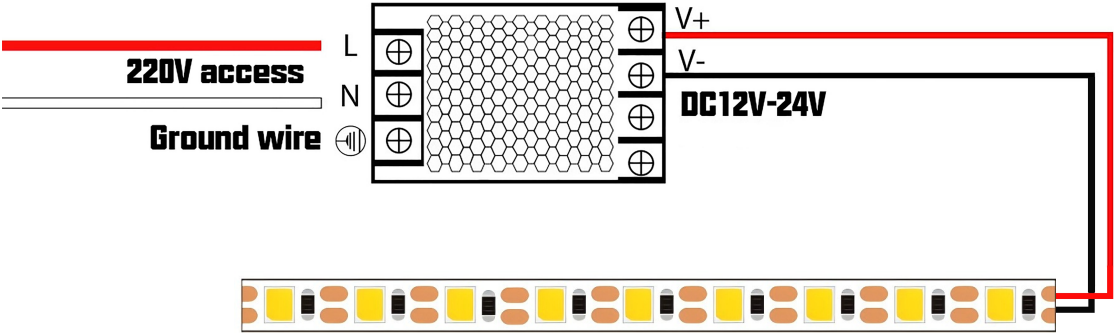 L
220V access
N
Ground wire
V+
V-
DC12V-24V